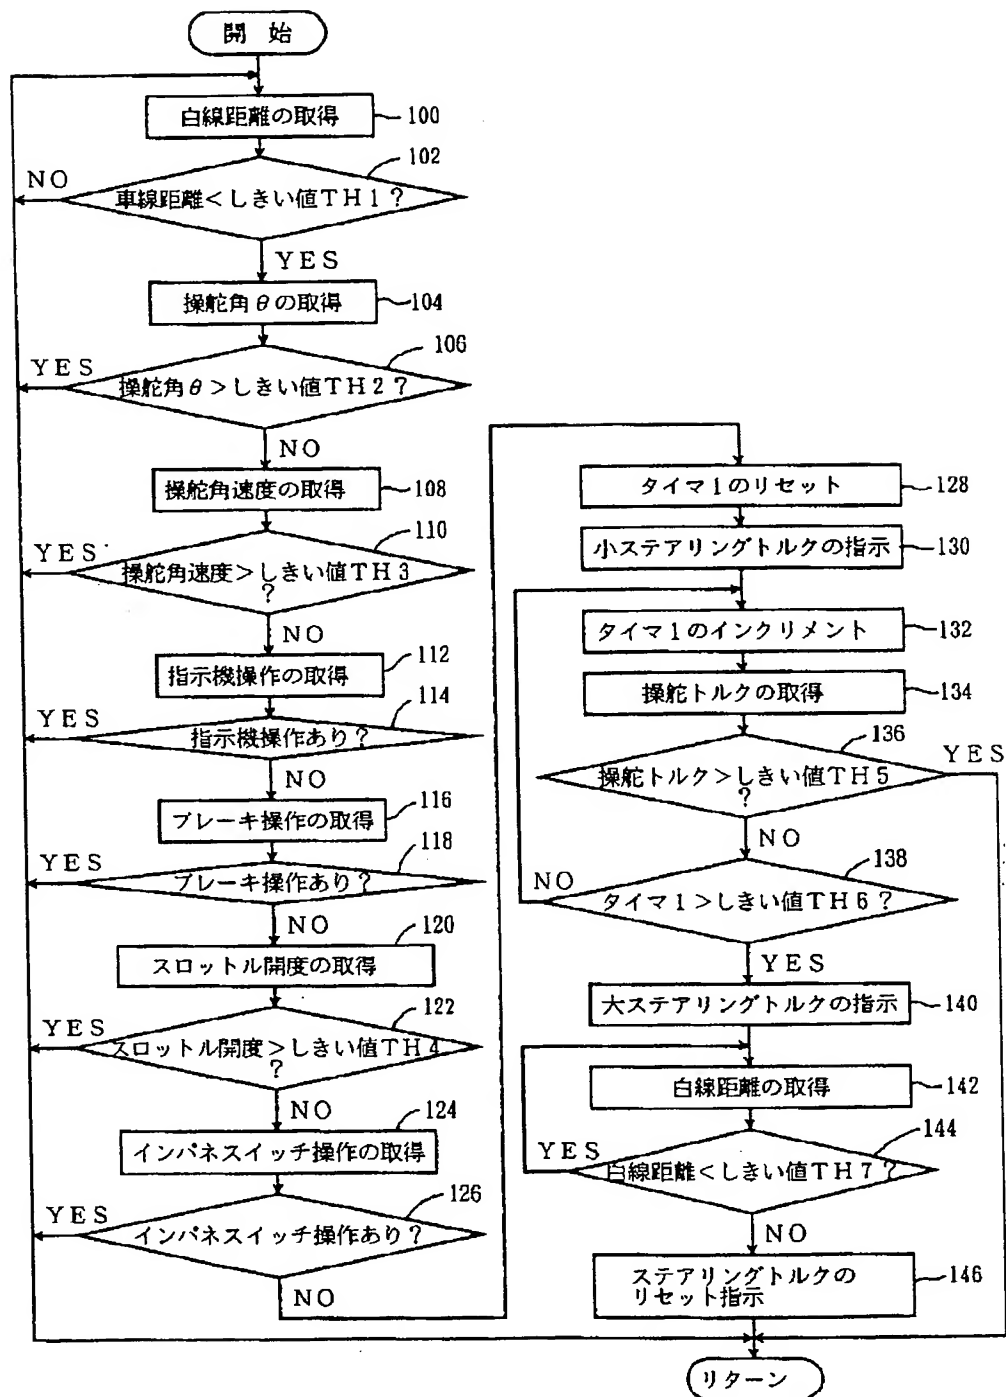 開 始
白線距離の取得
100
102
NO
車線距離<しきい値TH1?
YES
操舵角θの取得
104
106
YES
操舵角θ>しきい値TH2?
NO
操舵角速度の取得
108
110
YES
操舵角速度>しきい値TH3
?
NO
指示機操作の取得
112
114
YES
指示機操作あり?
NO
ブレーキ操作の取得
116
118
YES
ブレーキ操作あり?
NO
120
スロットル開度の取得
122
YES
スロットル開度>しきい値TH4
?
NO
124
インパネスイッチ操作の取得
126
YES
インパネスイッチ操作あり?
NO
タイマ1のリセット
128
小ステアリングトルクの指示
130
タイマ1のインクリメント
132
操舵トルクの取得
134
136
YES
操舵トルク>しきい値TH5
?
NO
138
NO
タイマ1>しきい値TH6?
YES
大ステアリングトルクの指示
140
白線距離の取得
142
144
YES
白線距離<しきい値TH7?
NO
ステアリングトルクの
リセット指示
146
リターン